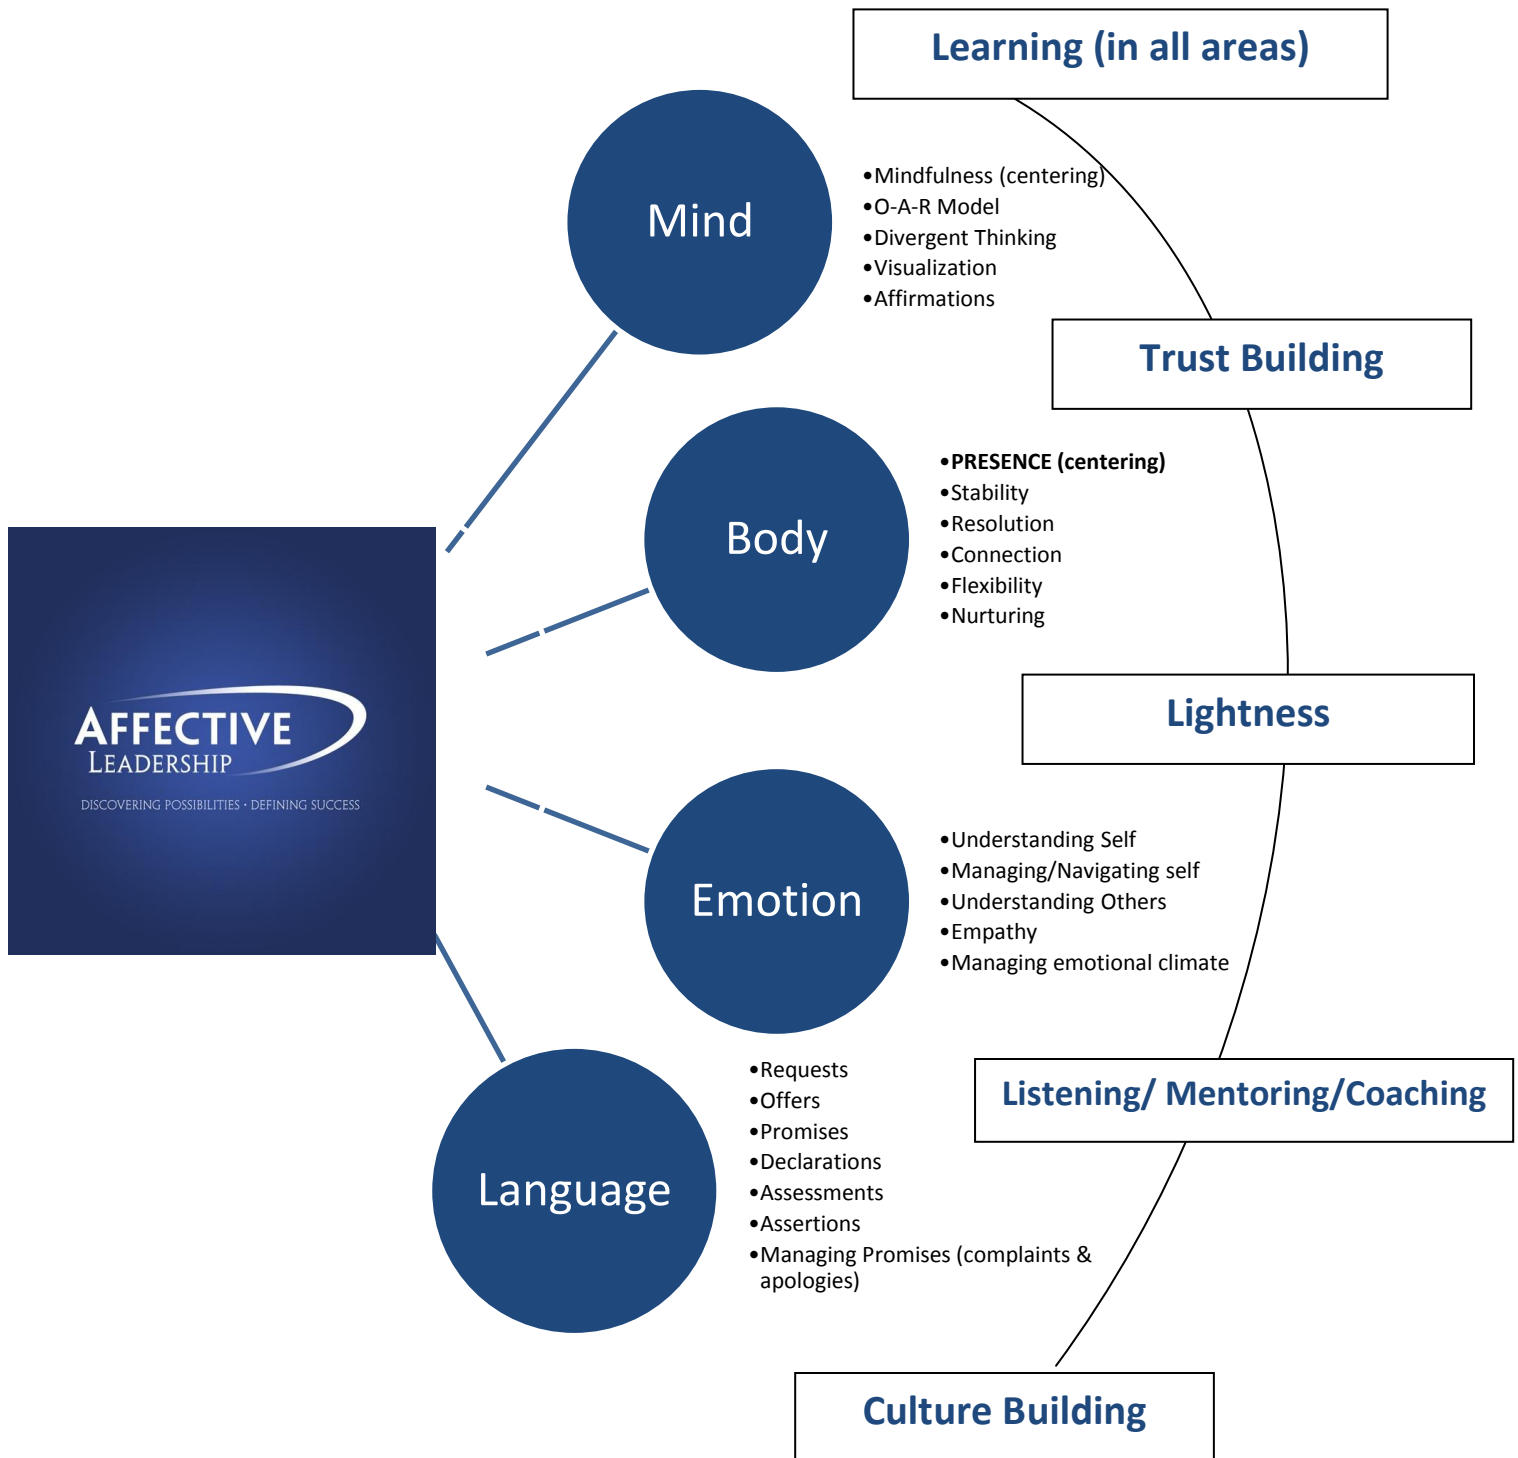 Learning (in all areas)
Mind
•Mindfulness (centering)
•O-A-R Model
•Divergent Thinking
•Visualization
•Affirmations
Trust Building
Body
•PRESENCE (centering)
•Stability
•Resolution
•Connection
•Flexibility
•Nurturing
AFFECTIVE
LEADERSHIP
DISCOVERING POSSIBILITIES • DEFINING SUCCESS
Lightness
Emotion
•Understanding Self
•Managing/Navigating self
•Understanding Others
•Empathy
•Managing emotional climate
Listening/ Mentoring/Coaching
Language
•Requests
•Offers
•Promises
•Declarations
•Assessments
•Assertions
•Managing Promises (complaints &
apologies)
Culture Building